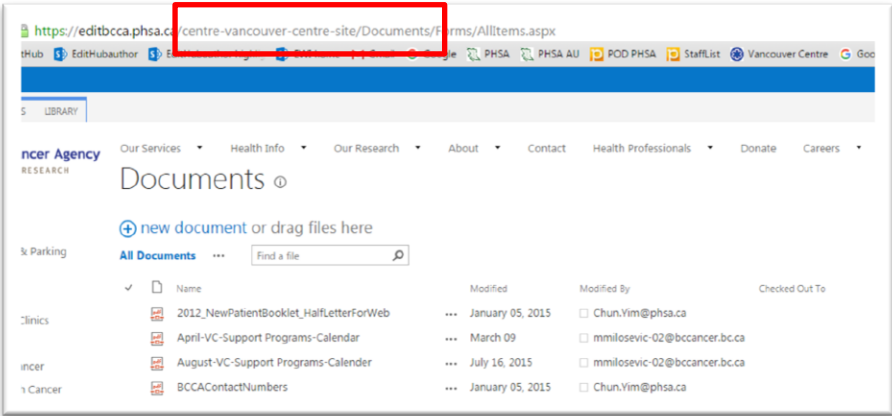 https://editbcca.phsa.ca/centre-vancouver-centre-site/Documents/Forms/AllItems.aspx
tHub EditHubauthor Google PHSA PHSA AU POD PHSA StaffList Vancouver Centre Goo
S LIBRARY
ncer Agency
RESEARCH
Our Services Health Info Our Research About Contact Health Professionals Donate Careers
Documents
new document or drag files here
& Parking
All Documents ... Find a file
Name Modified Modified By Checked Out To
Clinics
2012_NewPatientBooklet_HalfLetterForWeb ... January 05, 2015 Chun.Yim@phsa.ca
April-VC-Support Programs-Calendar ... March 09 mmilosevic-02@bccancer.bc.ca
ancer
August-VC-Support Programs-Calender ... July 16, 2015 mmilosevic-02@bccancer.bc.ca
n Cancer
BCCAContactNumbers ... January 05, 2015 Chun.Yim@phsa.ca